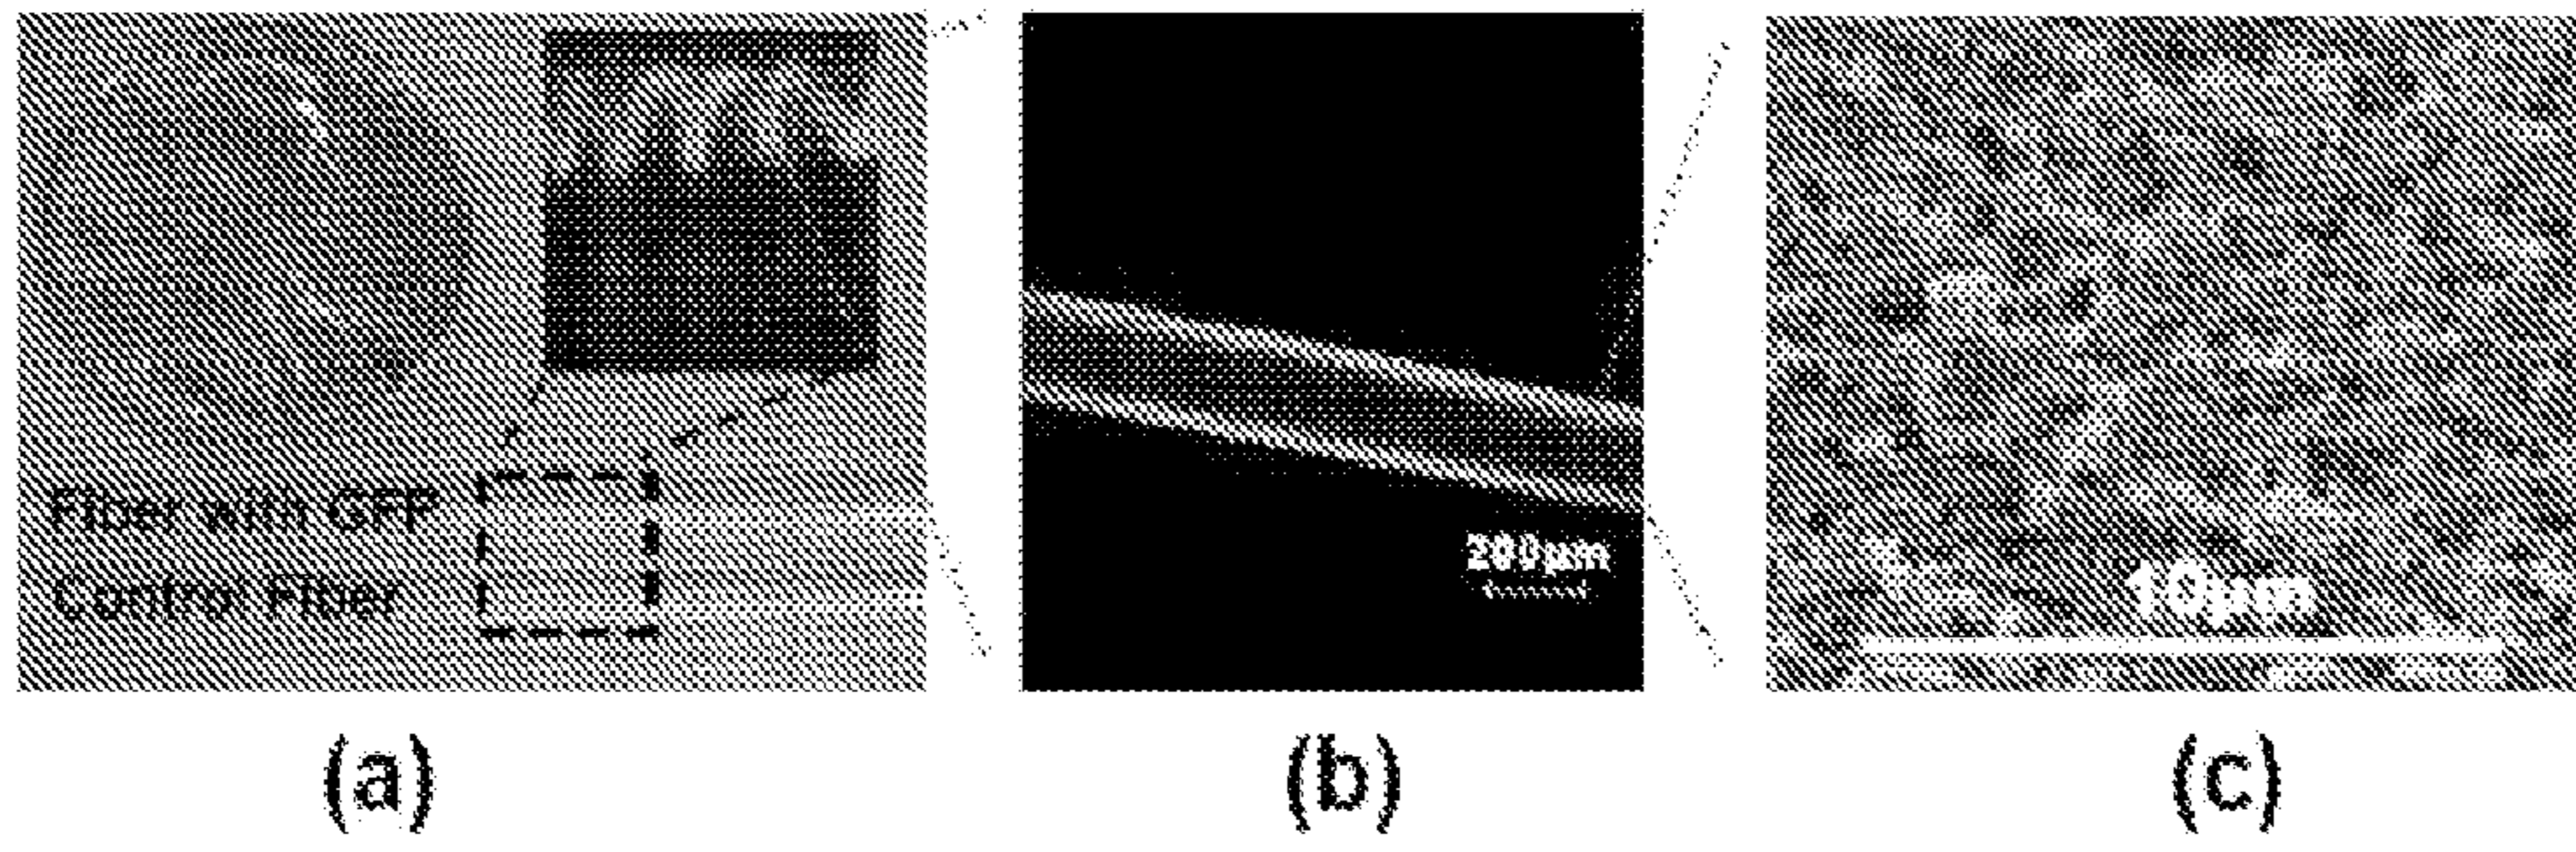 Fiber with GFP
Control Fiber
200µm
10µm
(a)
(b)
(c)